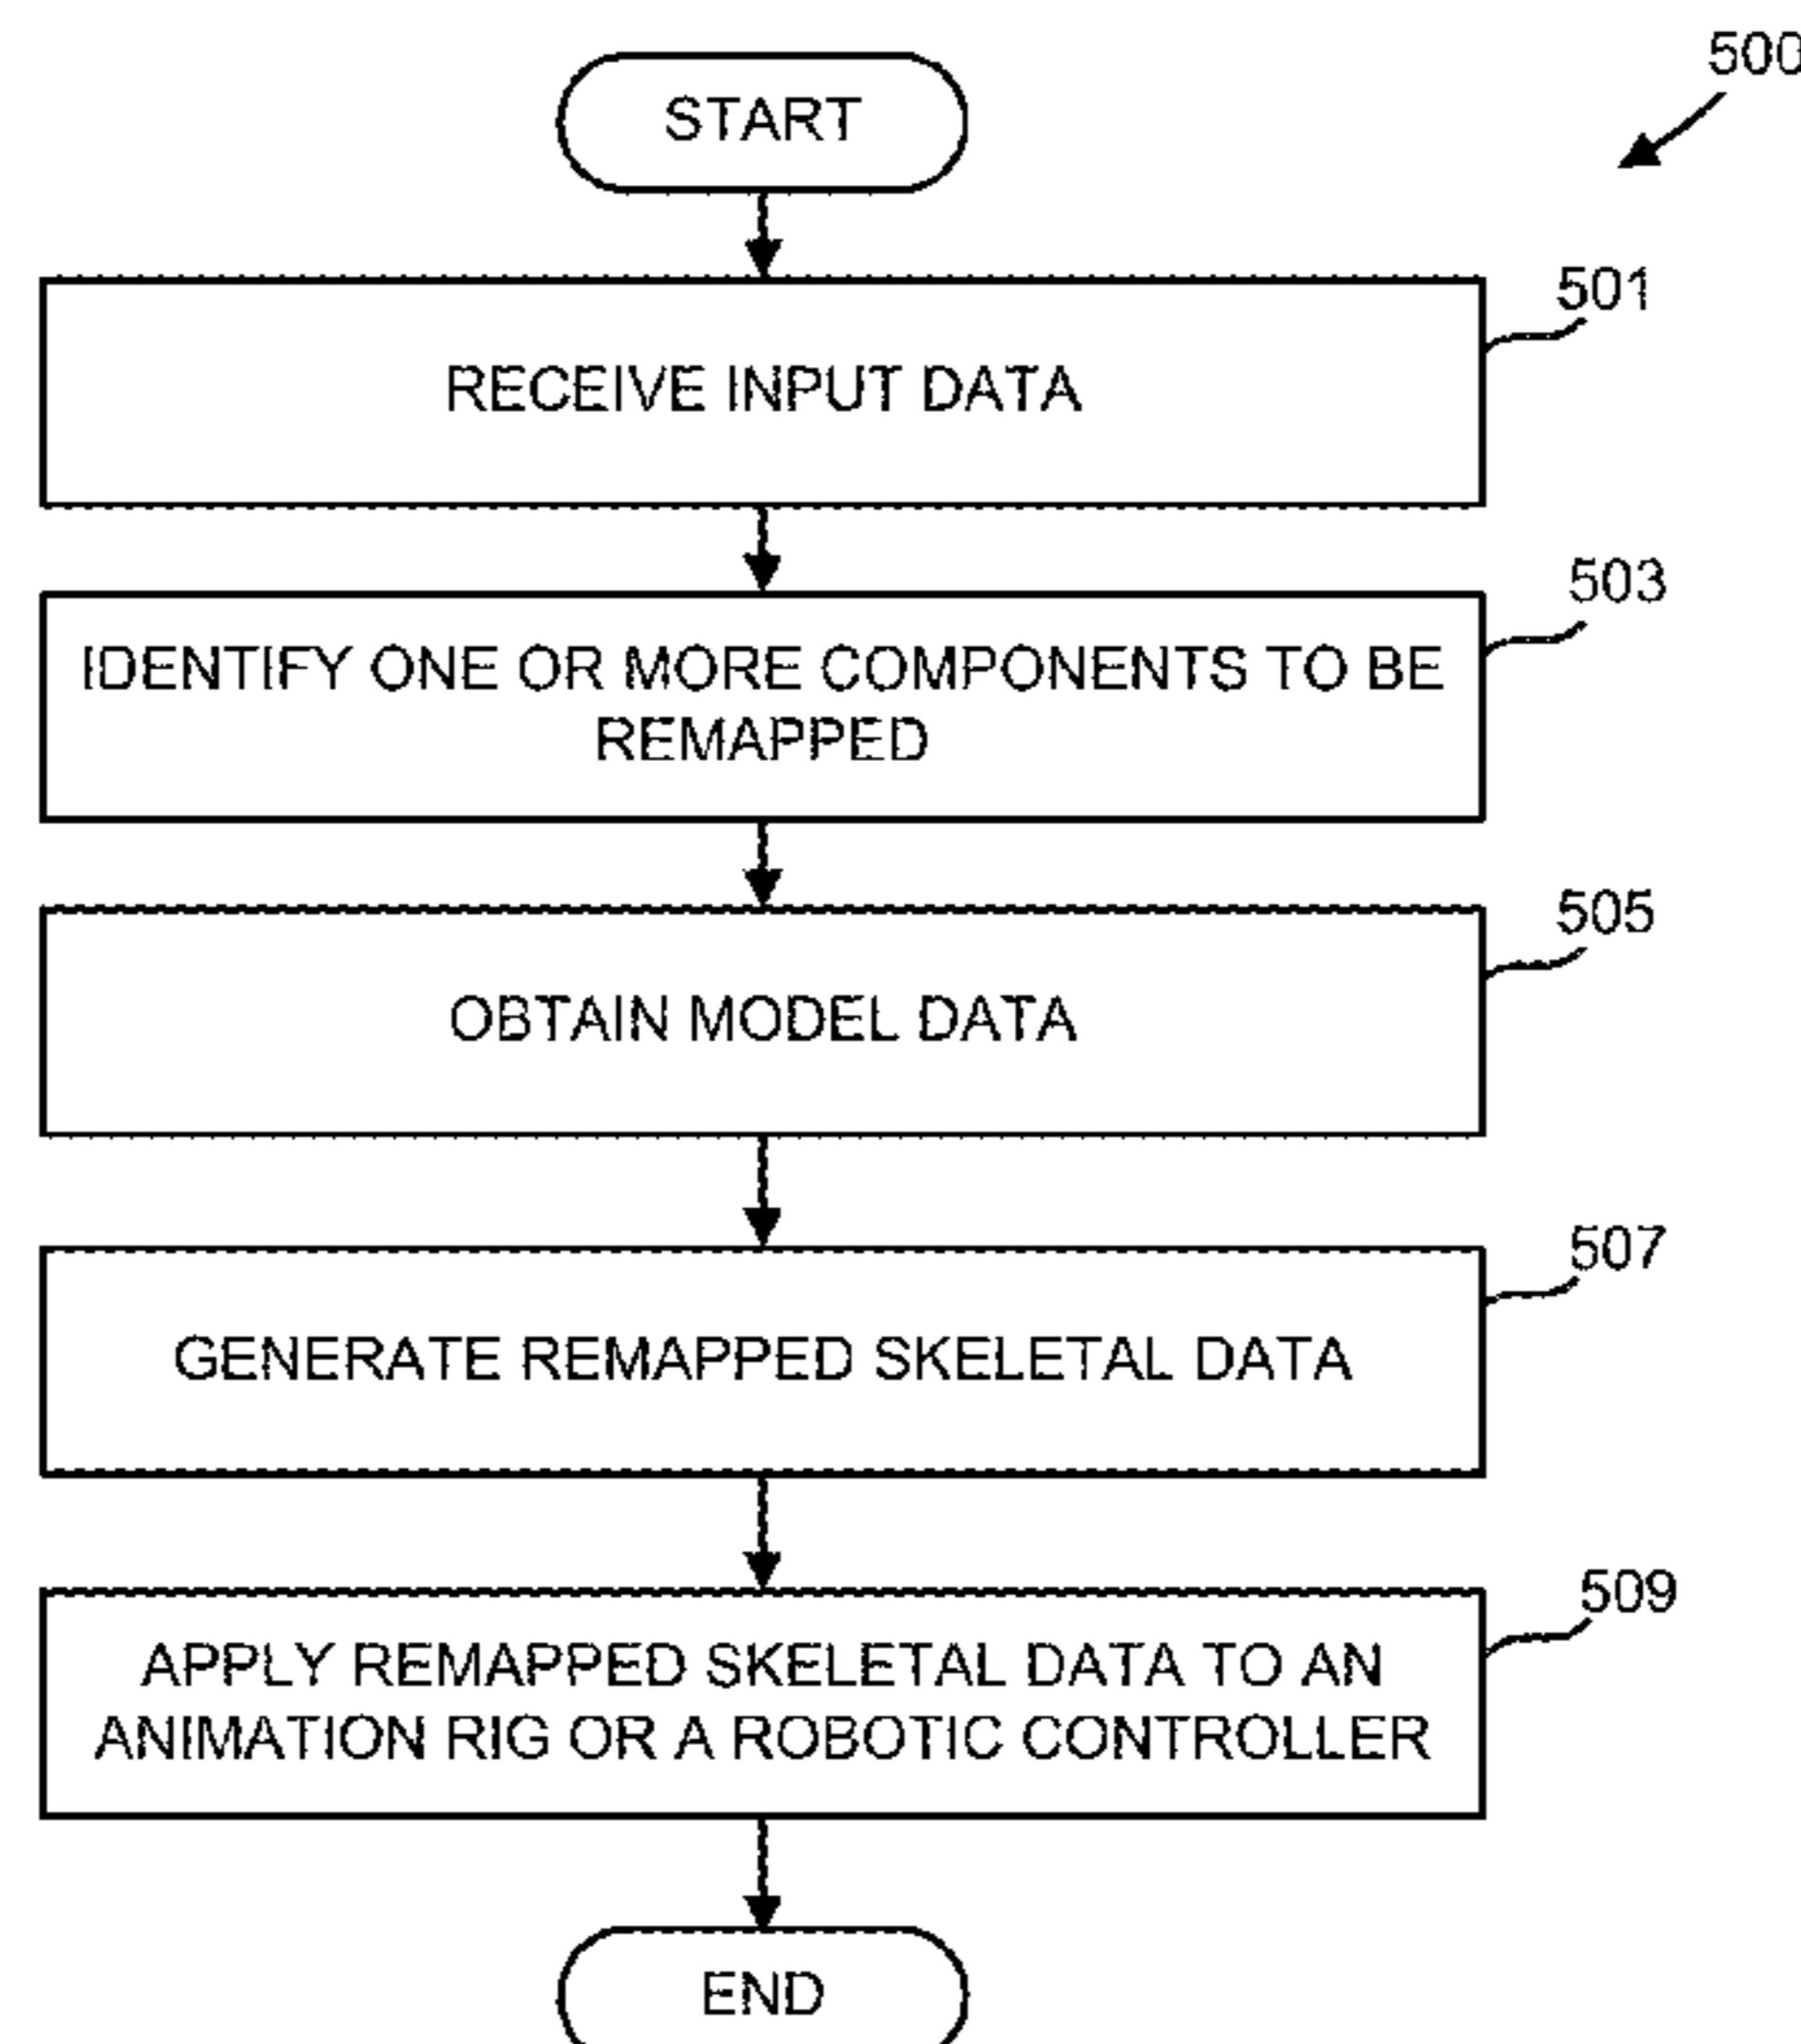 500
START
501
RECEIVE INPUT DATA
503
IDENTIFY ONE OR MORE COMPONENTS TO BE
REMAPPED
505
OBTAIN MODEL DATA
507
GENERATE REMAPPED SKELETAL DATA
509
APPLY REMAPPED SKELETAL DATA TO AN
ANIMATION RIG OR A ROBOTIC CONTROLLER
END